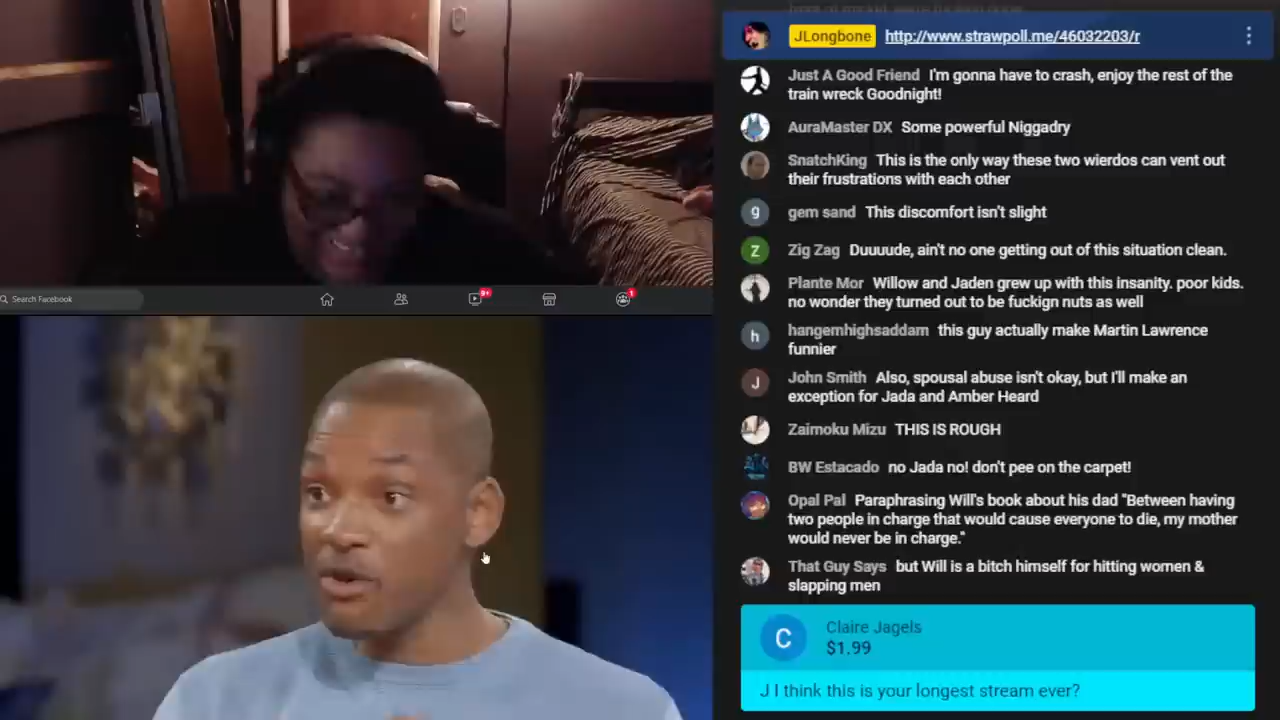 JLongbone http://www.strawpoll.me/46032203/r
Just A Good Friend I'm gonna have to crash, enjoy the rest of the
train wreck Goodnight!
AuraMaster DX Some powerful Niggadry
SnatchKing This is the only way these two wierdos can vent out
their frustrations with each other
g
gem sand This discomfort isn't slight
Z
Zig Zag Duuuude, ain't no one getting out of this situation clean.
Plante Mor Willow and Jaden grew up with this insanity. poor kids.
no wonder they turned out to be fuckign nuts as well
h
hangemhighsaddam this guy actually make Martin Lawrence
funnier
J
John Smith Also, spousal abuse isn't okay, but I'll make an
exception for Jada and Amber Heard
Zaimoku Mizu THIS IS ROUGH
BW Estacado no Jada no! don't pee on the carpet!
Opal Pal Paraphrasing Will's book about his dad "Between having
two people in charge that would cause everyone to die, my mother
would never be in charge."
That Guy Says but Will is a bitch himself for hitting women &
slapping men
C
Claire Jagels
$1.99
J I think this is your longest stream ever?
Search Facebook
9+
1